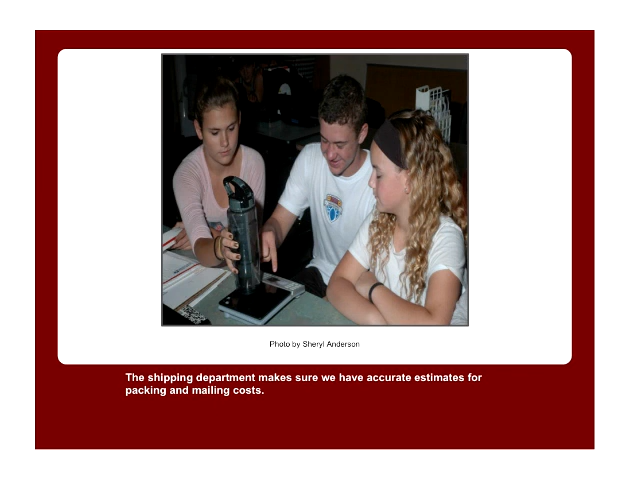 Photo by Sheryl Anderson
The shipping department makes sure we have accurate estimates for
packing and mailing costs.